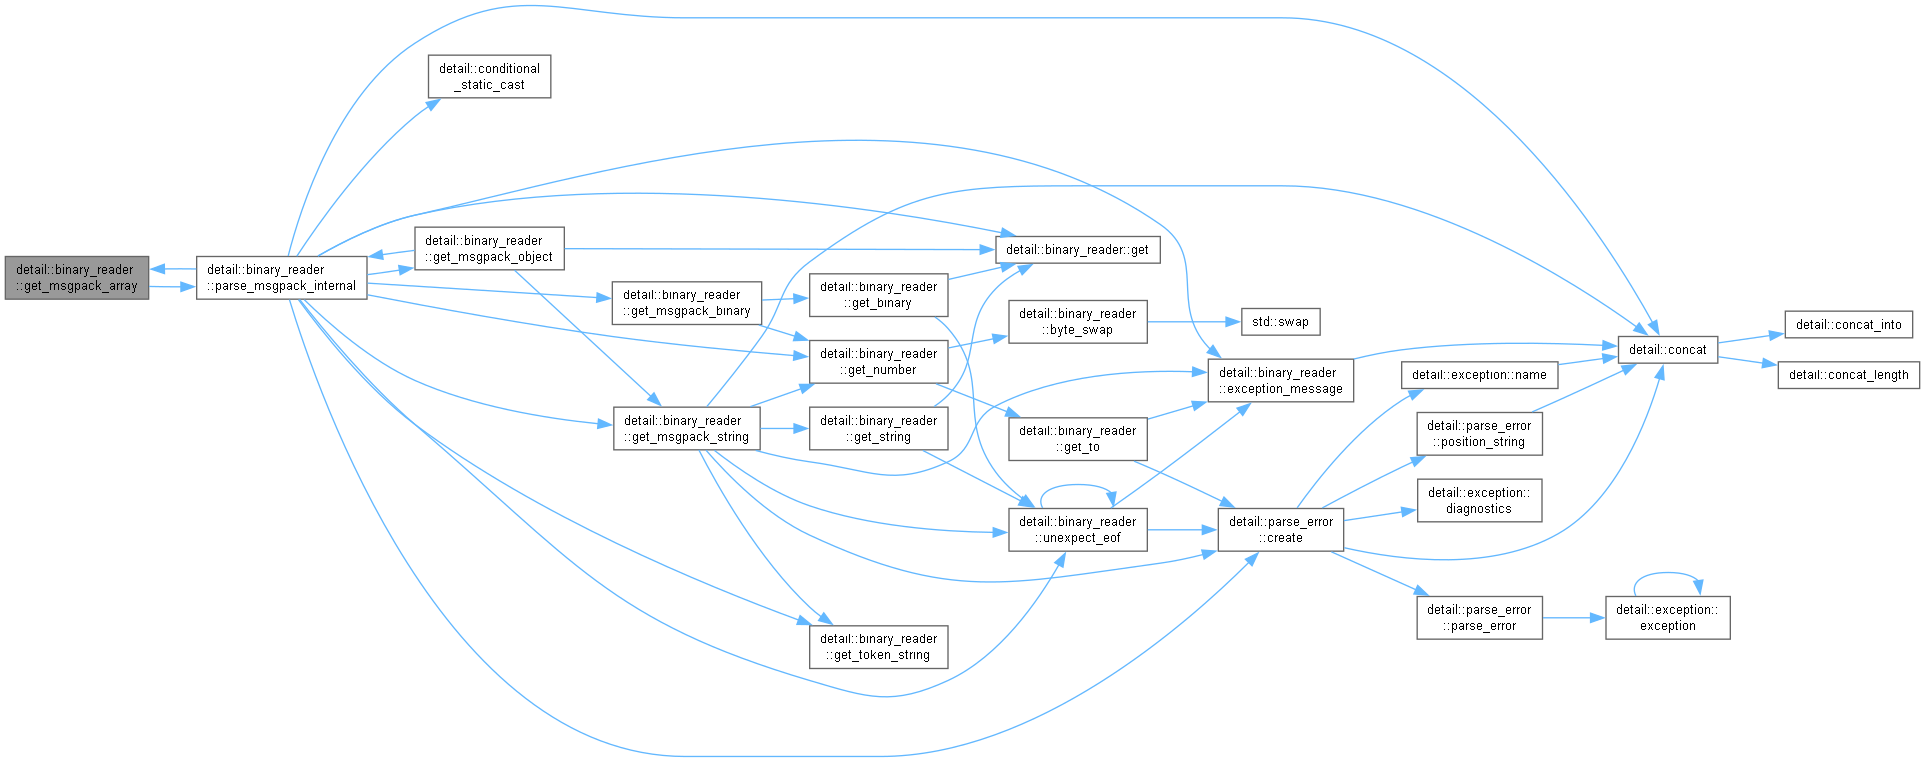 detail::conditional
_static_cast
detail::binary_reader
::get_msgpack_array
detail::binary_reader
::parse_msgpack_internal
detail::binary_reader
::get_msgpack_object
detail::binary_reader
::get_msgpack_binary
detail::binary_reader
::get_msgpack_string
detail::binary_reader
::get_binary
detail::binary_reader
::get_number
detail::binary_reader
::get_string
detail::binary_reader
::get_token_string
detail::binary_reader::get
detail::binary_reader
::byte_swap
detail::binary_reader
::get_to
detail::binary_reader
::unexpect_eof
std::swap
detail::binary_reader
::exception_message
detail::parse_error
::create
detail::exception::name
detail::parse_error
::position_string
detail::exception::
diagnostics
detail::parse_error
::parse_error
detail::concat
detail::exception::
exception
detail::concat_into
detail::concat_length